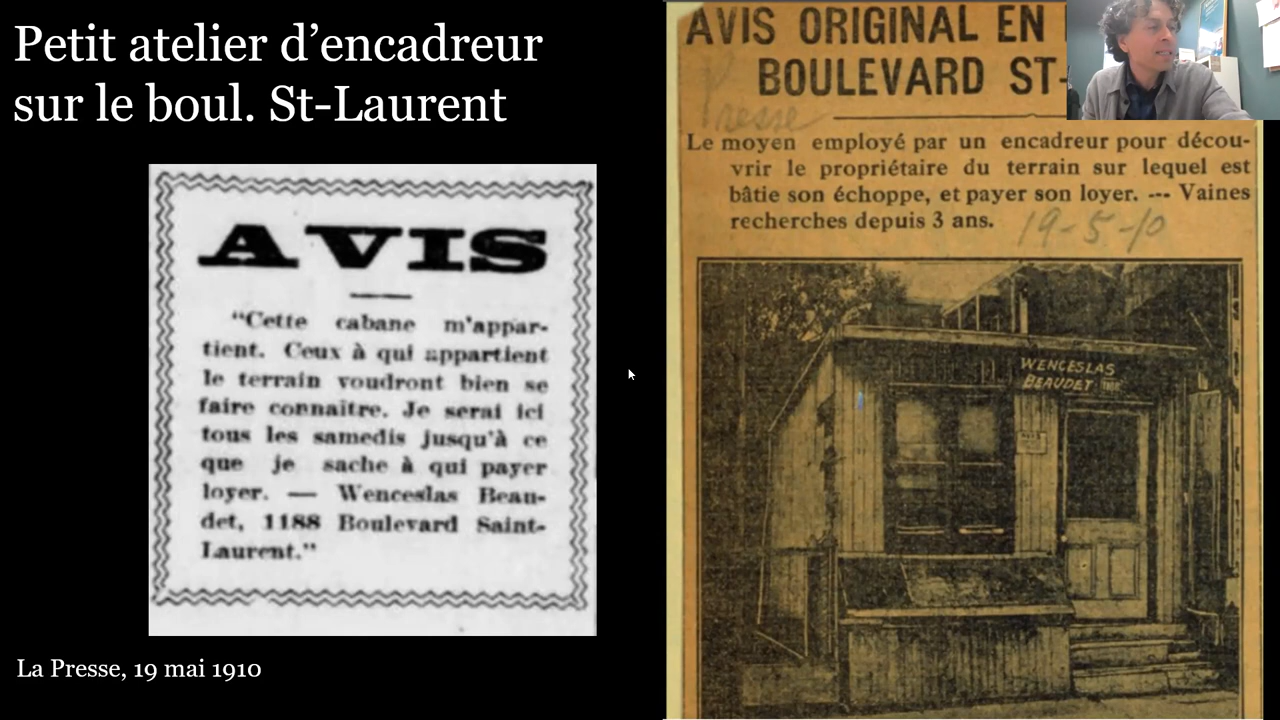 Petit atelier d’encadreur
sur le boul. St-Laurent
AVIS
“Cette cabane m'appar-
tient. Ceux à qui appartient
le terrain voudront bien se
faire connaître. Je serai ici
tous les samedis jusqu'à ce
que je sache à qui payer
loyer. — Wenceslas Beau-
det, 1188 Boulevard Saint-
Laurent."
La Presse, 19 mai 1910
AVIS ORIGINAL EN
BOULEVARD ST-
Presse
Le moyen employé par un encadreur pour décou-
vrir le propriétaire du terrain sur lequel est
bâtie son échoppe, et payer son loyer. --- Vaines
recherches depuis 3 ans.
19-5-10
WENCESLAS
BEAUDET